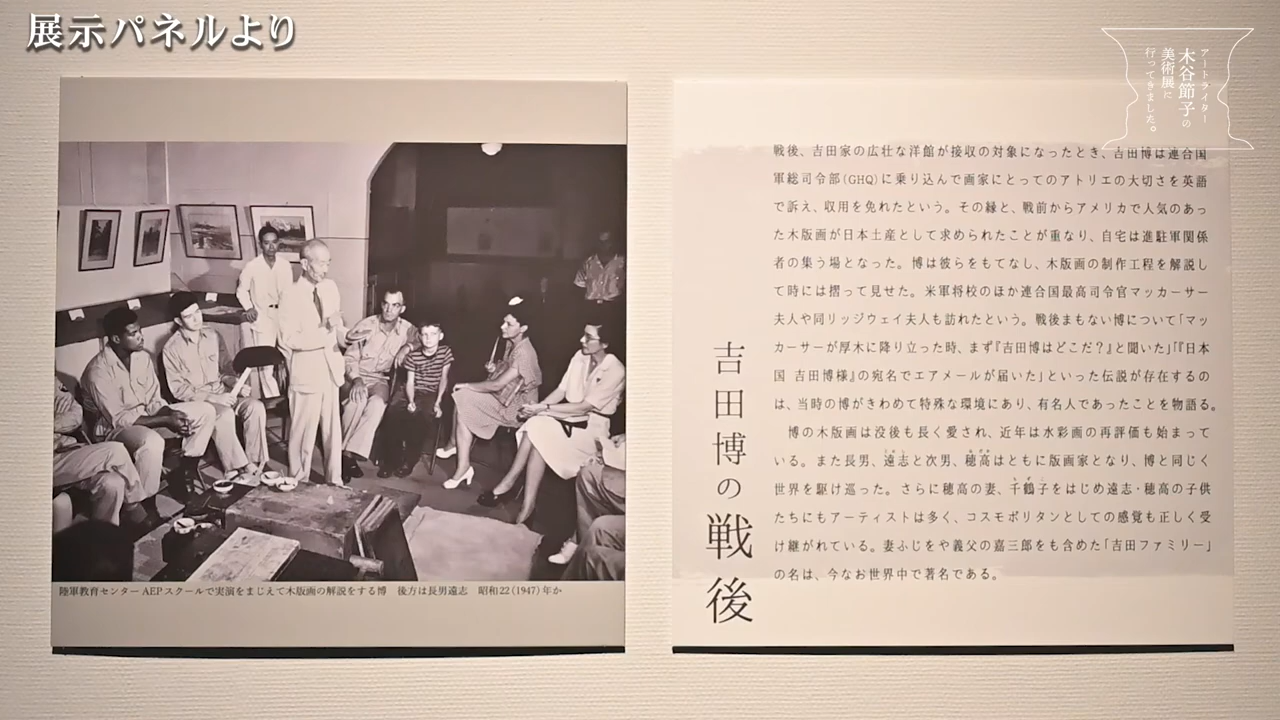 展示パネルより
アートライター
木谷節子の
美術展に
行ってきました。
戦後、吉田家の広壮な洋館が接収の対象になったとき、吉田博は連合国
軍総司令部(GHQ)に乗り込んで画家にとってのアトリエの大切さを英語
で訴え、収用を免れたという。その縁と、戦前からアメリカで人気のあっ
た木版画が日本土産として求められたことが重なり、自宅は進駐軍関係
者の集う場となった。博は彼らをもてなし、木版画の制作工程を解説し
て時には摺って見せた。米軍将校のほか連合国最高司令官マッカーサー
夫人や同リッジウェイ夫人も訪れたという。戦後まもない博について「マッ
カーサーが厚木に降り立った時、まず『吉田博はどこだ?』と聞いた」「『日本
国 吉田博様』の宛名でエアメールが届いた」といった伝説が存在するの
は、当時の博がきわめて特殊な環境にあり、有名人であったことを物語る。
博の木版画は没後も長く愛され、近年は水彩画の再評価も始まって
いる。また長男、遠志と次男、穂高はともに版画家となり、博と同じく
世界を駆け巡った。さらに穂高の妻、千鶴子をはじめ遠志・穂高の子供
たちにもアーティストは多く、コスモポリタンとしての感覚も正しく受
け継がれている。妻ふじをや義父の嘉三郎をも含めた「吉田ファミリー」
の名は、今なお世界中で著名である。
吉田博の戦後
陸軍教育センター AEPスクールで実演をまじえて木版画の解説をする博 後方は長男遠志 昭和22(1947)年か